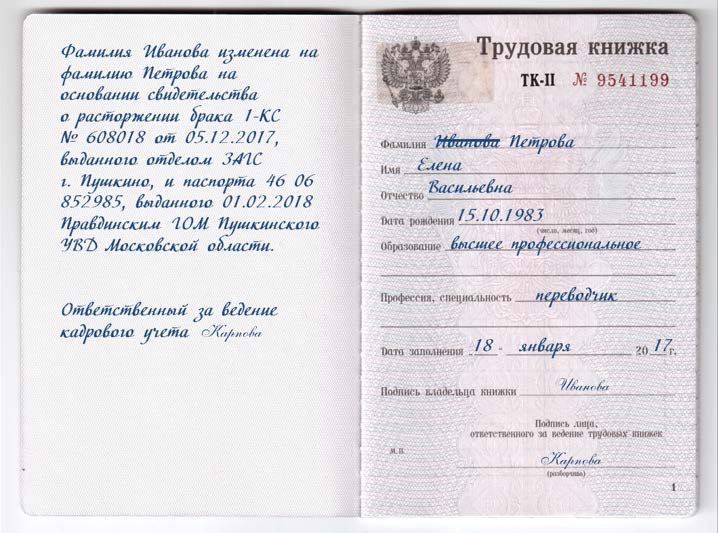 Фамилия Иванова изменена на
фамилию Петрова на
основании свидетельства
о расторжении брака 1-КС
№ 608018 от 05.12.2017,
выданного отделом ЗАГС
г. Пушкино, и паспорта 46 06
852985, выданного 01.02.2018
Правдинским ГОМ Пушкинского
УВД Московской области.
Ответственный за ведение
кадрового учета Карпова
Трудовая книжка
ТК-II № 9541199
Фамилия Иванова Петрова
Имя Елена
Отчество Васильевна
Дата рождения 15.10.1983
(число, месяц, год)
Образование высшее профессиональное
Профессия, специальность переводчик
Дата заполнения 18 - января 2017 г.
Подпись владельца книжки Иванова
Подпись лица,
ответственного за ведение трудовых книжек
М.П. Карпова
(разборчиво)
1